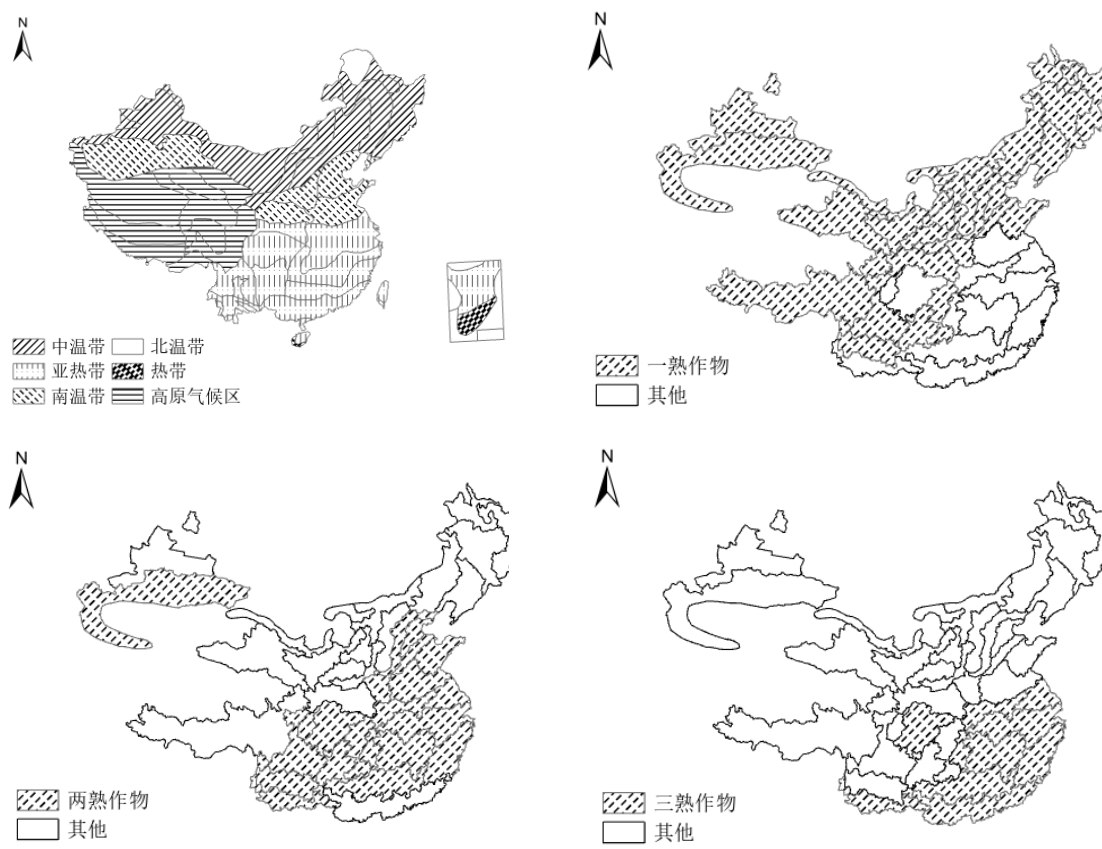 N
中温带 北温带
亚热带 热带
南温带 高原气候区
N
一熟作物
其他
N
两熟作物
其他
N
三熟作物
其他